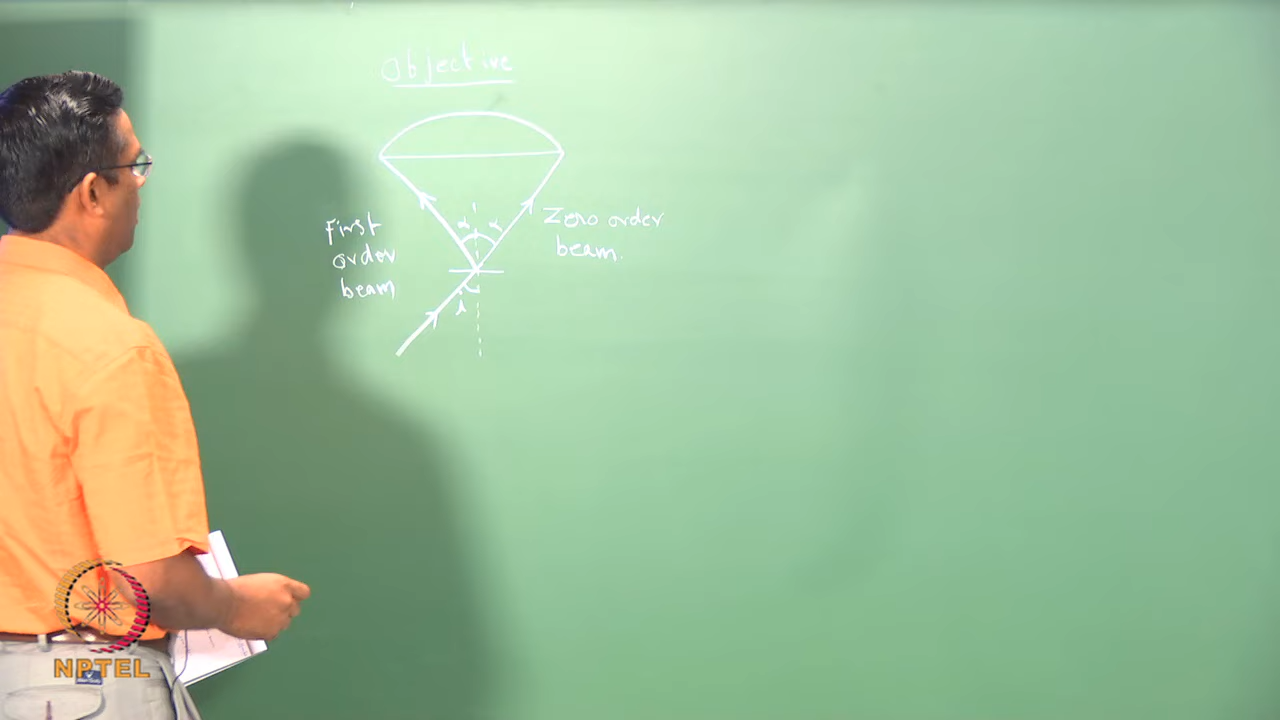 Objective
First
order
beam
α α
Zero order
beam.
i
NPTEL